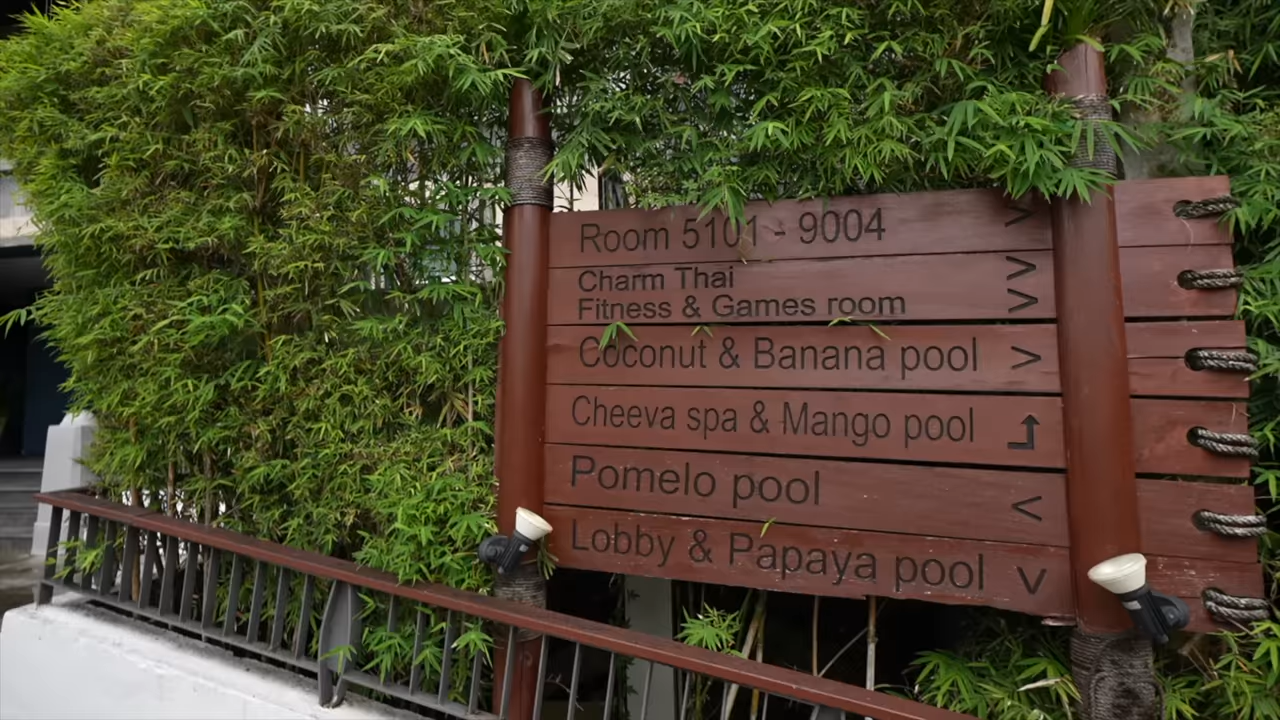 Room 5101 - 9004
Charm Thai
Fitness & Games room
Coconut & Banana pool
Cheeva spa & Mango pool
Pomelo pool
Lobby & Papaya pool